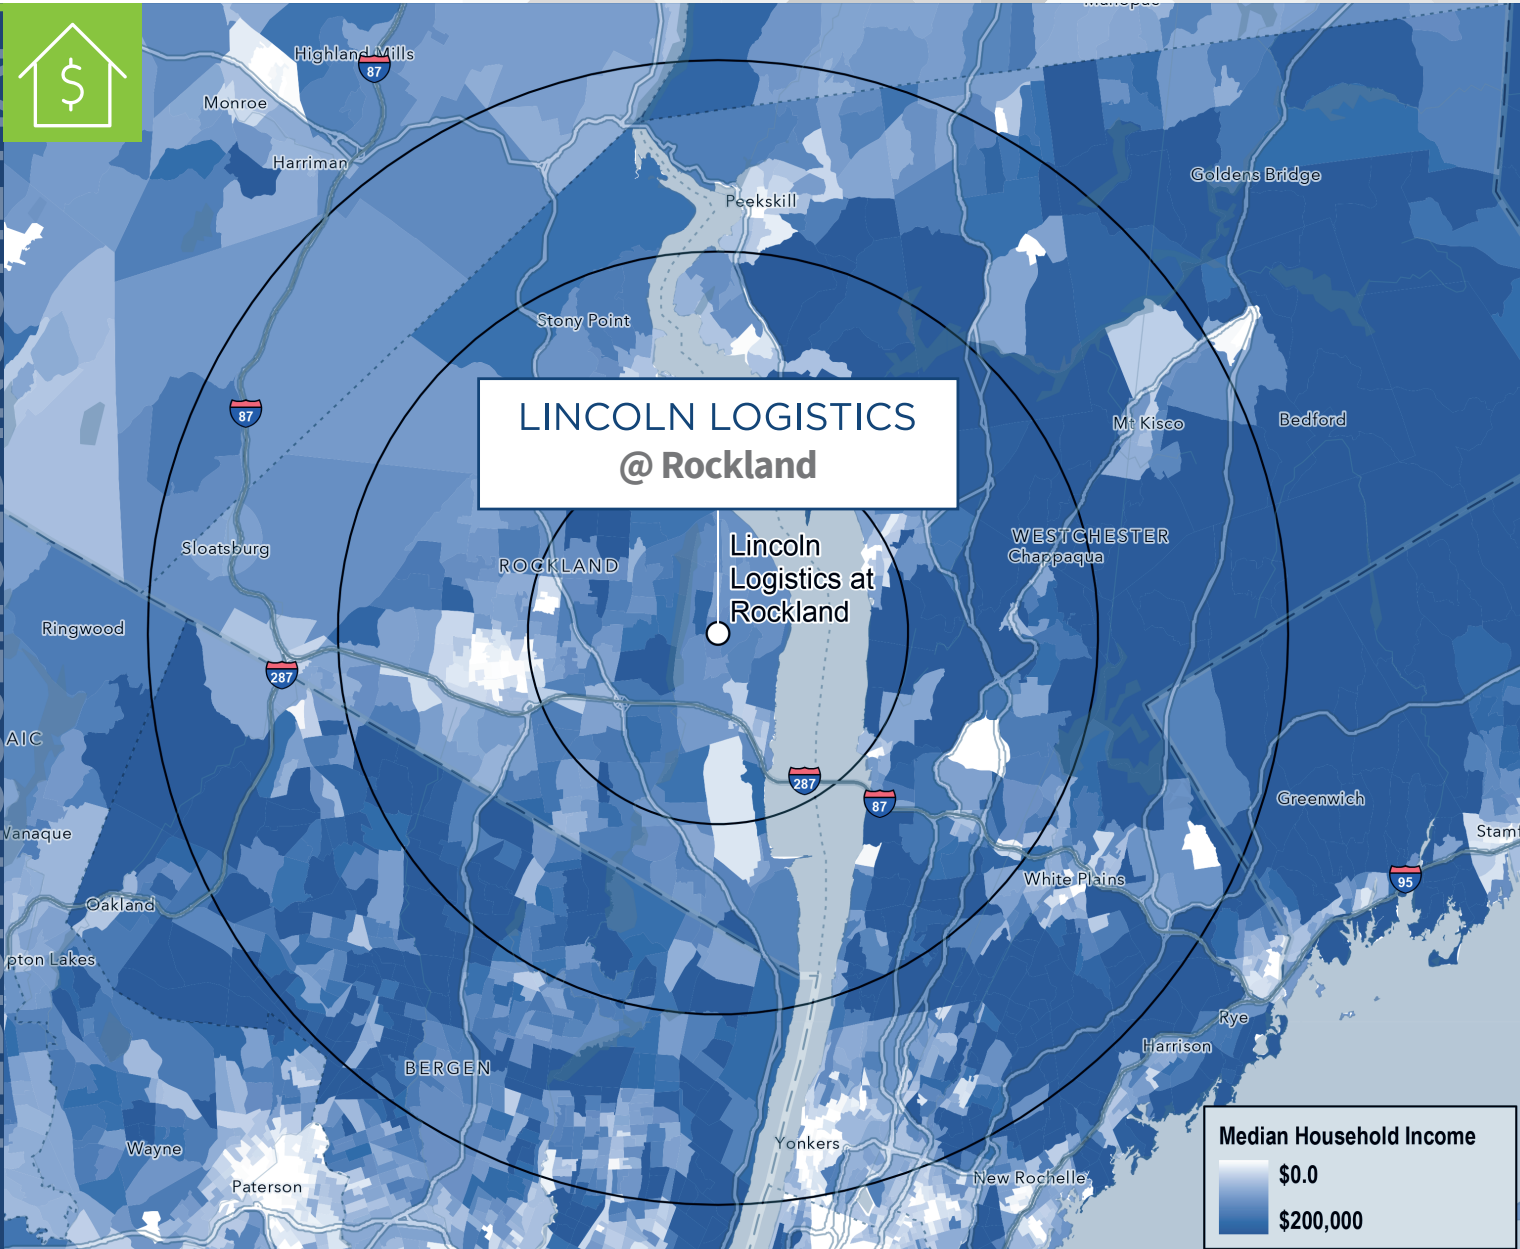 Highland Mills
87
Monroe
Harriman
Goldens Bridge
Peekskill
Stony Point
87
LINCOLN LOGISTICS
@ Rockland
Mt Kisco
Bedford
Sloatsburg
ROCKLAND
Lincoln
Logistics at
Rockland
WESTCHESTER
Chappaqua
Ringwood
287
AIC
287
87
Greenwich
Stamf
White Plains
95
Oakland
pton Lakes
Rye
Harrison
BERGEN
Wayne
Yonkers
Paterson
New Rochelle
Median Household Income
$0.0
$200,000
$